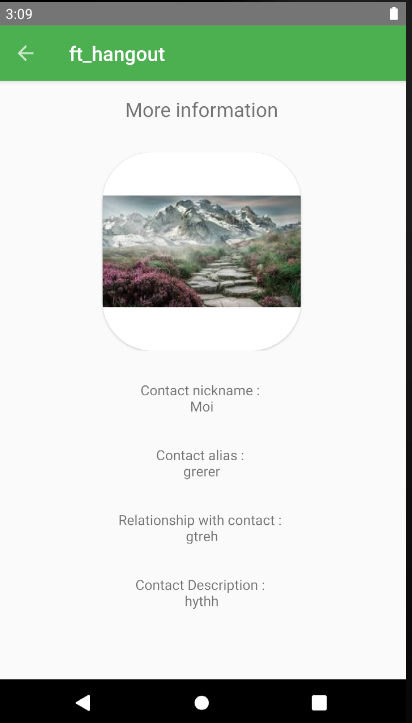 3:09
ft_hangout
More information
Contact nickname :
Moi
Contact alias :
grerer
Relationship with contact :
gtreh
Contact Description :
hythh